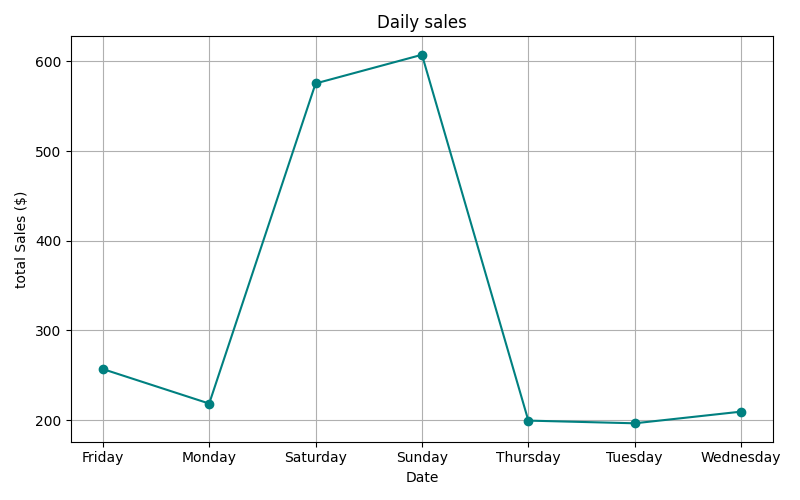 Daily sales
total Sales ($)
600
500
400
300
200
Friday Monday Saturday Sunday Thursday Tuesday Wednesday
Date